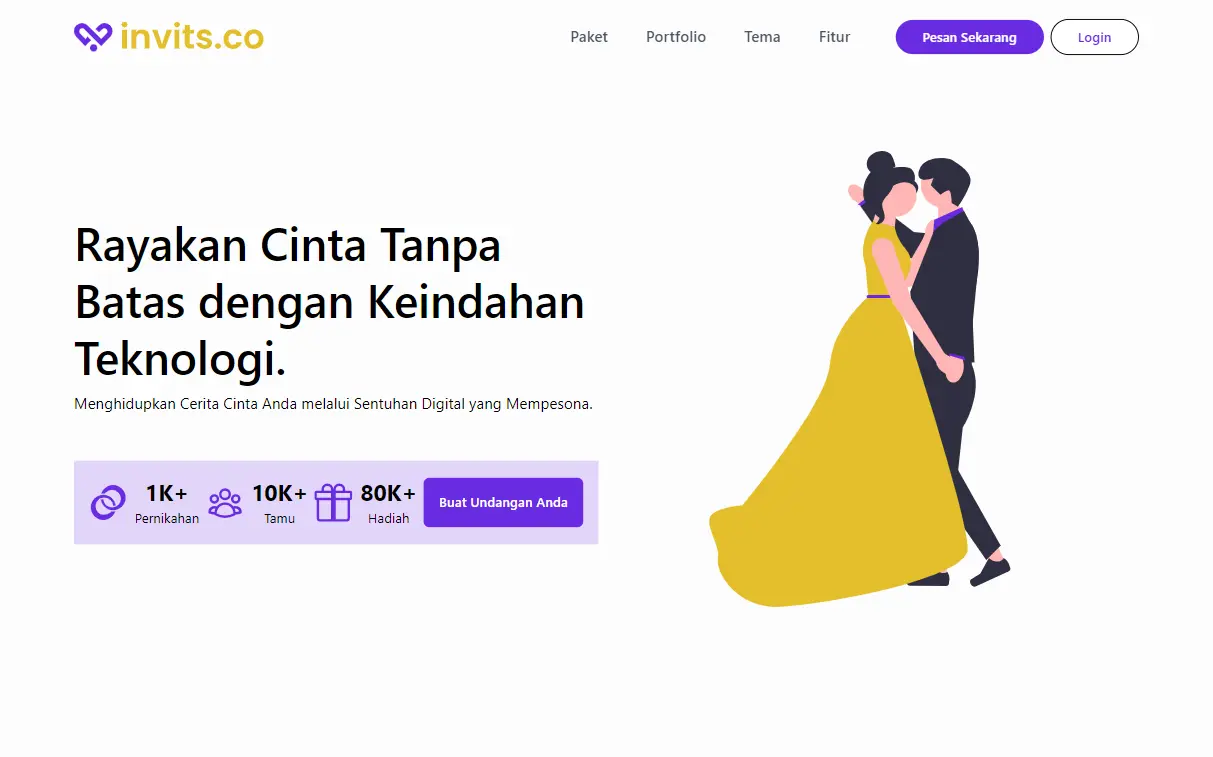 invits.co
Paket
Portfolio
Tema
Fitur
Pesan Sekarang
Login
Rayakan Cinta Tanpa
Batas dengan Keindahan
Teknologi.
Menghidupkan Cerita Cinta Anda melalui Sentuhan Digital yang Mempesona.
1K+
Pernikahan
10K+
Tamu
80K+
Hadiah
Buat Undangan Anda